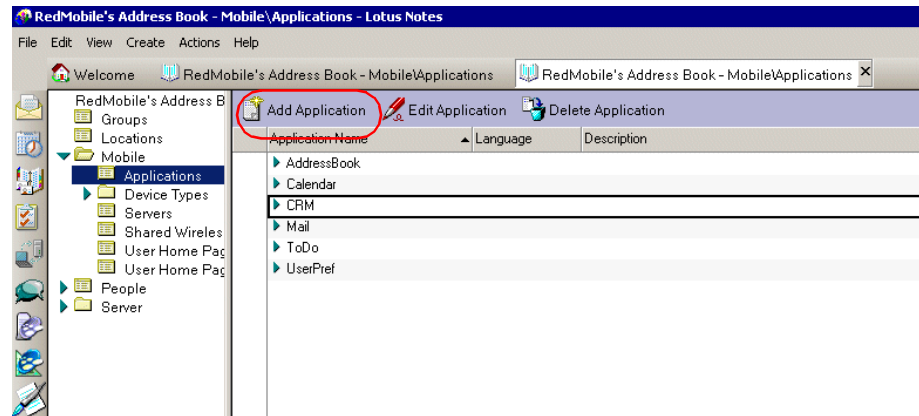 RedMobile's Address Book - Mobile\Applications - Lotus Notes
File Edit View Create Actions Help
Welcome RedMobile's Address Book - Mobile\Applications RedMobile's Address Book - Mobile\Applications
RedMobile's Address B
Groups
Locations
Mobile
Applications
Device Types
Servers
Shared Wireles
User Home Pag
User Home Pag
People
Server
Add Application Edit Application Delete Application
Application Name Language Description
AddressBook
Calendar
CRM
Mail
ToDo
UserPref